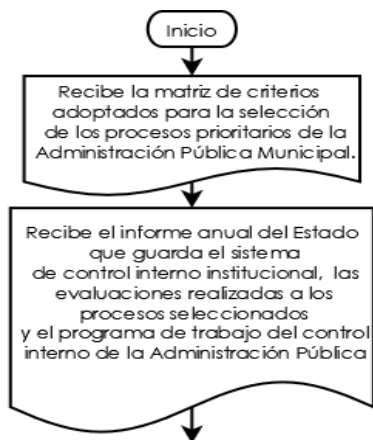 Inicio
Recibe la matriz de criterios
adoptados para la selección
de los procesos prioritarios de la
Administración Pública Municipal.
Recibe el informe anual del Estado
que guarda el sistema
de control interno institucional, las
evaluaciones realizadas a los
procesos seleccionados
y el programa de trabajo del control
interno de la Administración Pública